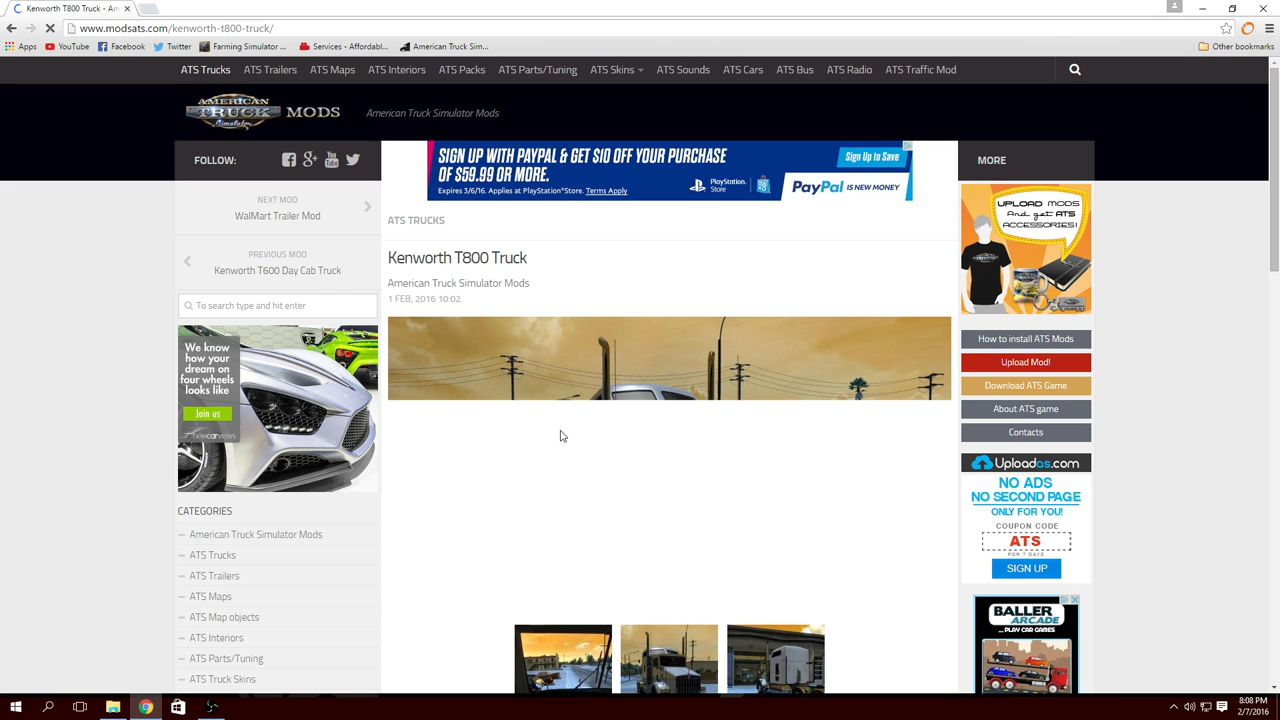 Kenworth T800 Truck - Am
www.modsats.com/kenworth-t800-truck/
Apps YouTube Facebook Twitter Farming Simulator ... Services - Affordabl... American Truck Sim... Other bookmarks
ATS Trucks ATS Trailers ATS Maps ATS Interiors ATS Packs ATS Parts/Tuning ATS Skins ATS Sounds ATS Cars ATS Bus ATS Radio ATS Traffic Mod
AMERICAN TRUCK Simulator MODS American Truck Simulator Mods
FOLLOW:
NEXT MOD
WalMart Trailer Mod
PREVIOUS MOD
Kenworth T600 Day Cab Truck
To search type and hit enter
We know
how your
dream on
four wheels
looks like
Join us
newcarviews
CATEGORIES
American Truck Simulator Mods
ATS Trucks
ATS Trailers
ATS Maps
ATS Map objects
ATS Interiors
ATS Parts/Tuning
ATS Truck Skins
SIGN UP WITH PAYPAL & GET $10 OFF YOUR PURCHASE
OF $59.99 OR MORE.
Expires 3/6/16. Applies at PlayStation®Store. Terms Apply
Sign Up to Save
PlayStation Store
PayPal IS NEW MONEY
ATS TRUCKS
Kenworth T800 Truck
American Truck Simulator Mods
1 FEB, 2016 10:02
MORE
UPLOAD MODS
And get ATS
ACCESSORIES!
How to install ATS Mods
Upload Mod!
Download ATS Game
About ATS game
Contacts
Uploadas.com
NO ADS
NO SECOND PAGE
ONLY FOR YOU!
COUPON CODE
ATS
FOR 7 DAYS
SIGN UP
BALLER
ARCADE
...PLAY CAR GAMES
8:08 PM
2/7/2016